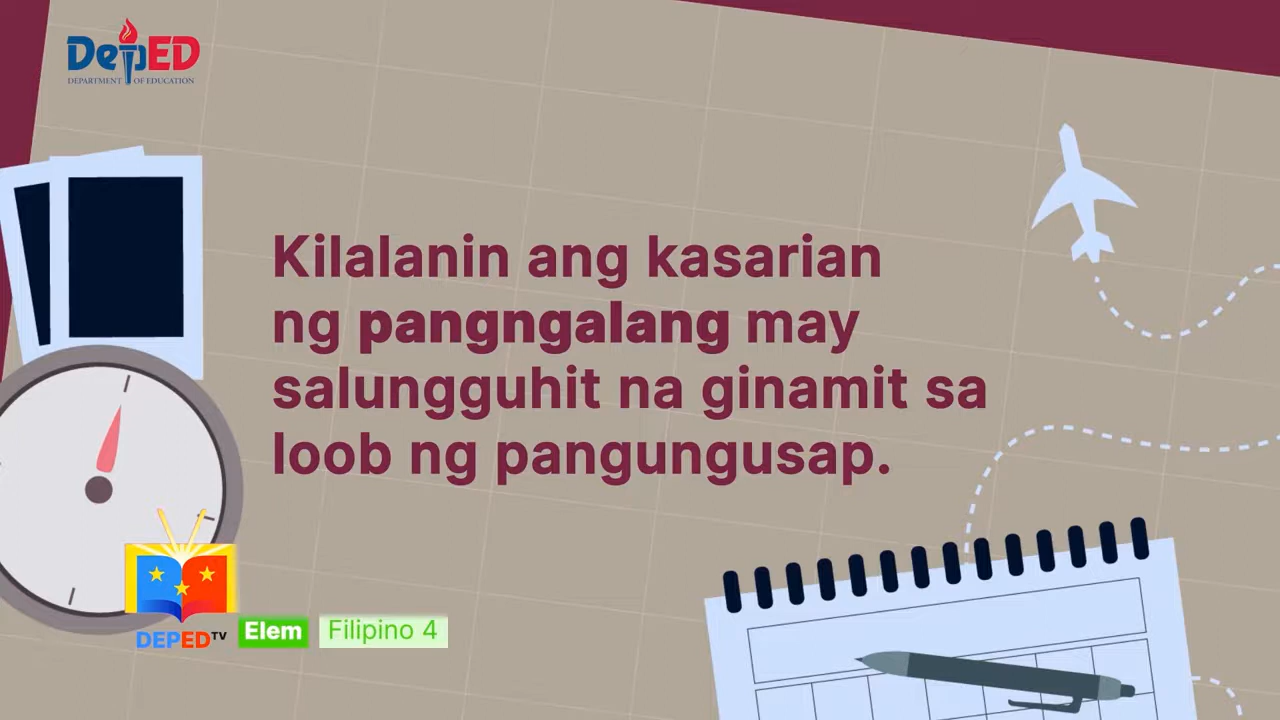 DepED
DEPARTMENT OF EDUCATION
Kilalanin ang kasarian
ng pangngalang may
salungguhit na ginamit sa
loob ng pangungusap.
DEPED TV
Elem
Filipino 4